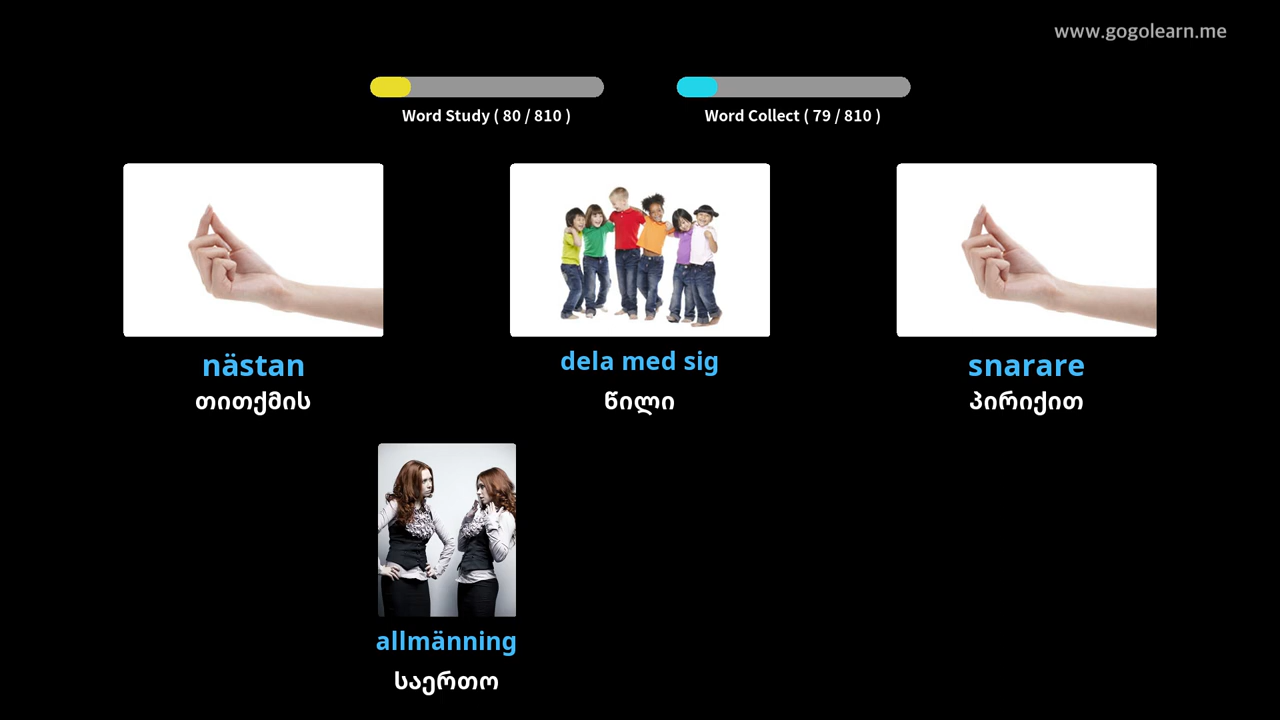 www.gogolearn.me
Word Study ( 80 / 810 )
Word Collect ( 79 / 810 )
nästan
dela med sig
snarare
თითქმის
წილი
პირიქით
allmänning
საერთო